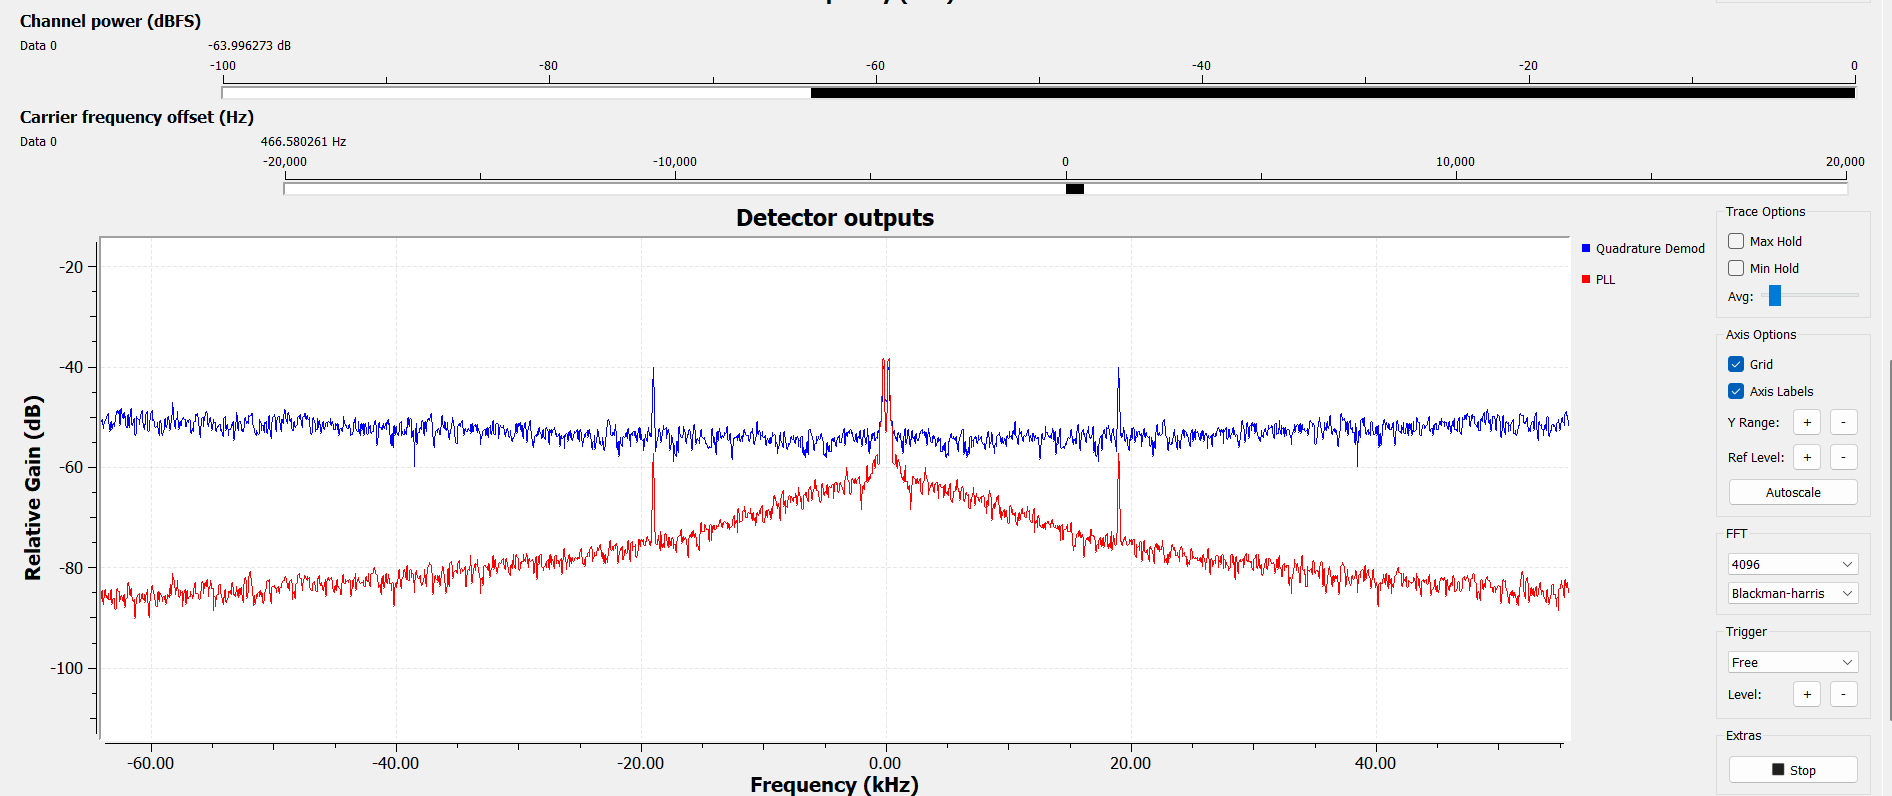 Channel power (dBFS)
Data 0
-63.996273 dB
-100 -80 -60 -40 -20 0
Carrier frequency offset (Hz)
Data 0
466.580261 Hz
-20,000 -10,000 0 10,000 20,000
Detector outputs
Quadrature Demod
PLL
-20
-40
-60
-80
-100
Relative Gain (dB)
-60.00 -40.00 -20.00 0.00 20.00 40.00
Frequency (kHz)
Trace Options
Max Hold
Min Hold
Avg:
Axis Options
Grid
Axis Labels
Y Range: + -
Ref Level: + -
Autoscale
FFT
4096
Blackman-harris
Trigger
Free
Level: + -
Extras
Stop